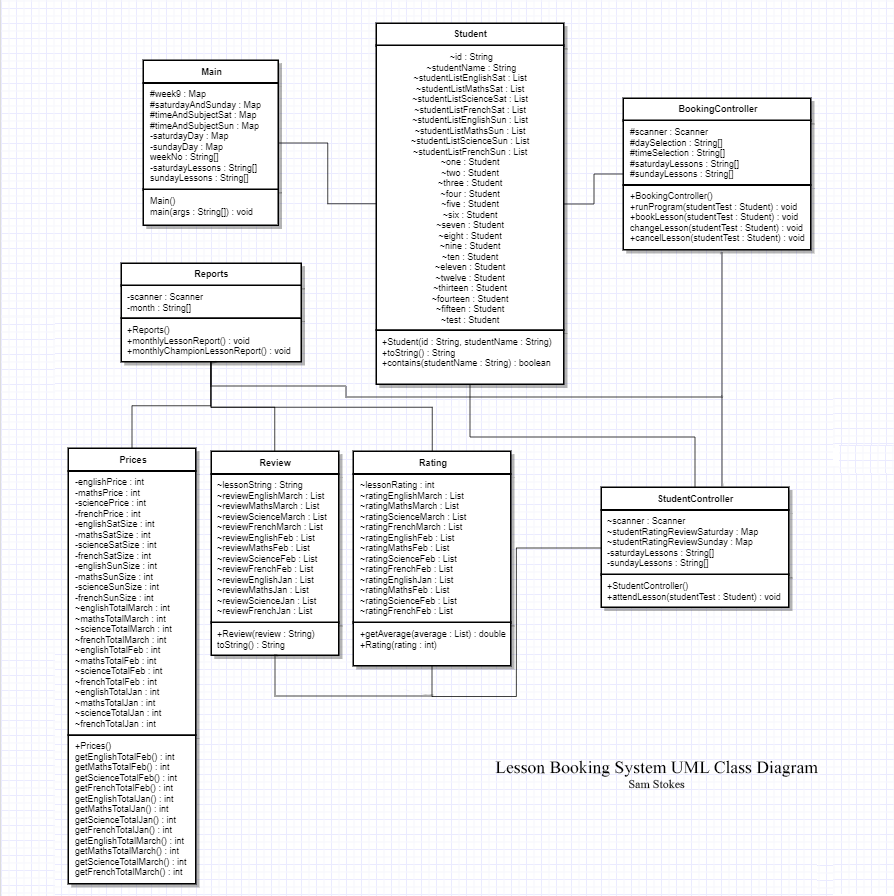 Student
~id : String
~studentName : String
~studentListEnglishSat : List
~studentListMathsSat : List
~studentListScienceSat : List
~studentListFrenchSat : List
~studentListEnglishSun : List
~studentListMathsSun : List
~studentListScienceSun : List
~studentListFrenchSun : List
~one : Student
~two : Student
~three : Student
~four : Student
~five : Student
~six : Student
~seven : Student
~eight : Student
~nine : Student
~ten : Student
~eleven : Student
~twelve : Student
~thirteen : Student
~fourteen : Student
~fifteen : Student
~test : Student
+Student(id : String, studentName : String)
+toString() : String
+contains(studentName : String) : boolean
Main
#week9 : Map
#saturdayAndSunday : Map
#timeAndSubjectSat : Map
#timeAndSubjectSun : Map
-saturdayDay : Map
-sundayDay : Map
weekNo : String[]
-saturdayLessons : String[]
sundayLessons : String[]
Main()
main(args : String[]) : void
BookingController
#scanner : Scanner
#daySelection : String[]
#timeSelection : String[]
#saturdayLessons : String[]
#sundayLessons : String[]
+BookingController()
+runProgram(studentTest : Student) : void
+bookLesson(studentTest : Student) : void
changeLesson(studentTest : Student) : void
+cancelLesson(studentTest : Student) : void
Reports
-scanner : Scanner
-month : String[]
+Reports()
+monthlyLessonReport() : void
+monthlyChampionLessonReport() : void
Prices
-englishPrice : int
-mathsPrice : int
-sciencePrice : int
-frenchPrice : int
-englishSatSize : int
-mathsSatSize : int
-scienceSatSize : int
-frenchSatSize : int
-englishSunSize : int
-mathsSunSize : int
-scienceSunSize : int
-frenchSunSize : int
~englishTotalMarch : int
~mathsTotalMarch : int
~scienceTotalMarch : int
~frenchTotalMarch : int
~englishTotalFeb : int
~mathsTotalFeb : int
~scienceTotalFeb : int
~frenchTotalFeb : int
~englishTotalJan : int
~mathsTotalJan : int
~scienceTotalJan : int
~frenchTotalJan : int
+Prices()
getEnglishTotalFeb() : int
getMathsTotalFeb() : int
getScienceTotalFeb() : int
getFrenchTotalFeb() : int
getEnglishTotalJan() : int
getMathsTotalJan() : int
getScienceTotalJan() : int
getFrenchTotalJan() : int
getEnglishTotalMarch() : int
getMathsTotalMarch() : int
getScienceTotalMarch() : int
getFrenchTotalMarch() : int
Review
~lessonString : String
~reviewEnglishMarch : List
~reviewMathsMarch : List
~reviewScienceMarch : List
~reviewFrenchMarch : List
~reviewEnglishFeb : List
~reviewMathsFeb : List
~reviewScienceFeb : List
~reviewFrenchFeb : List
~reviewEnglishJan : List
~reviewMathsJan : List
~reviewScienceJan : List
~reviewFrenchJan : List
+Review(review : String)
toString() : String
Rating
~lessonRating : int
~ratingEnglishMarch : List
~ratingMathsMarch : List
~ratingScienceMarch : List
~ratingFrenchMarch : List
~ratingEnglishFeb : List
~ratingMathsFeb : List
~ratingScienceFeb : List
~ratingFrenchFeb : List
~ratingEnglishJan : List
~ratingMathsFeb : List
~ratingScienceFeb : List
~ratingFrenchFeb : List
+getAverage(average : List) : double
+Rating(rating : int)
StudentController
~scanner : Scanner
~studentRatingReviewSaturday : Map
~studentRatingReviewSunday : Map
-saturdayLessons : String[]
-sundayLessons : String[]
+StudentController()
+attendLesson(studentTest : Student) : void
Lesson Booking System UML Class Diagram
Sam Stokes